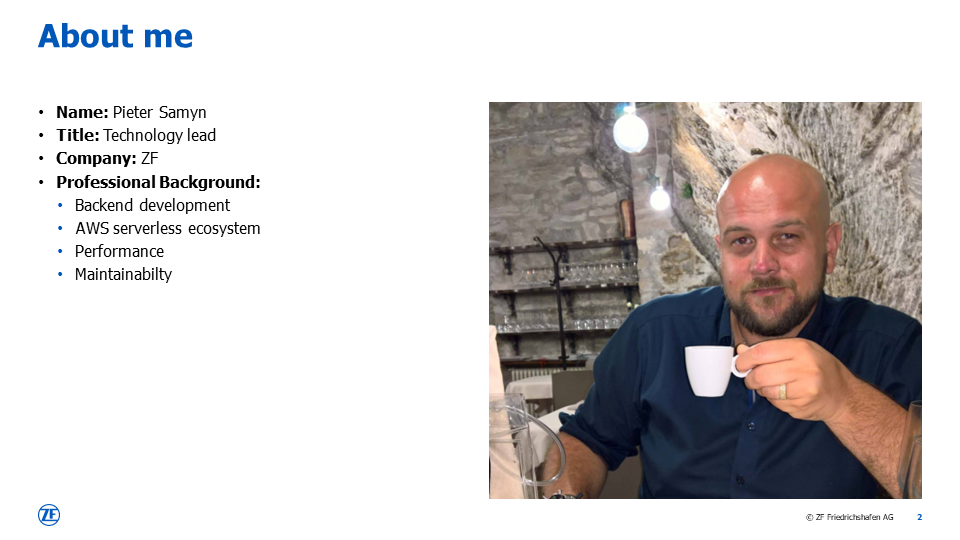 About me
• Name: Pieter Samyn
• Title: Technology lead
• Company: ZF
• Professional Background:
• Backend development
• AWS serverless ecosystem
• Performance
• Maintainabilty
ZF
© ZF Friedrichshafen AG 2